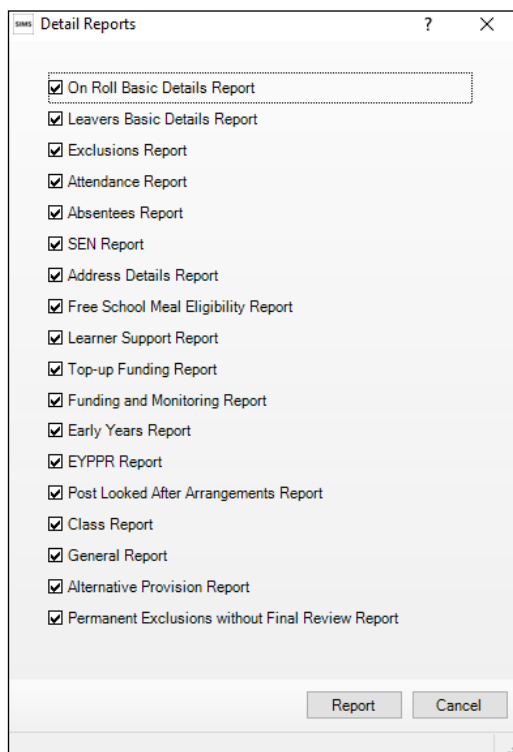 SIMS Detail Reports ? ×
On Roll Basic Details Report
Leavers Basic Details Report
Exclusions Report
Attendance Report
Absentees Report
SEN Report
Address Details Report
Free School Meal Eligibility Report
Learner Support Report
Top-up Funding Report
Funding and Monitoring Report
Early Years Report
EYPPR Report
Post Looked After Arrangements Report
Class Report
General Report
Alternative Provision Report
Permanent Exclusions without Final Review Report
Report Cancel